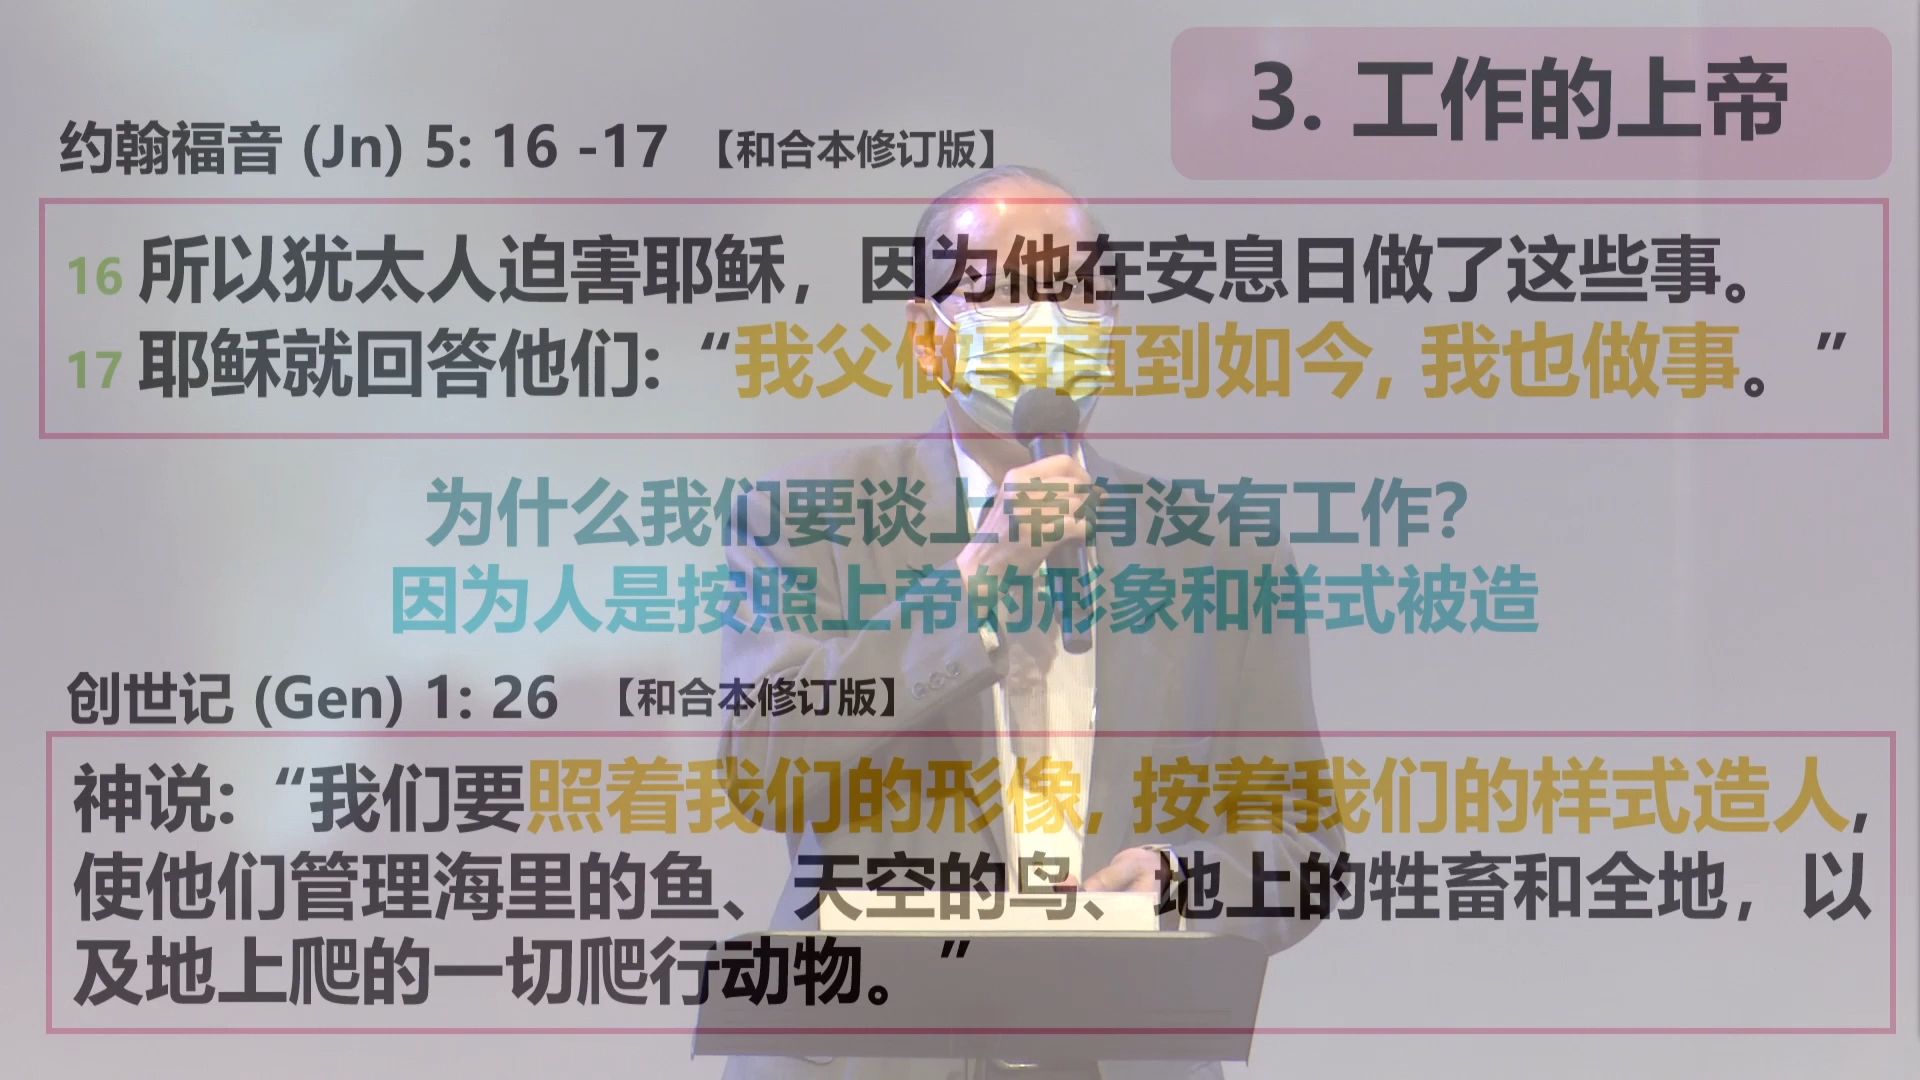 3. 工作的上帝
约翰福音 (Jn) 5: 16 -17 【和合本修订版】
16 所以犹太人迫害耶稣，因为他在安息日做了这些事。
17 耶稣就回答他们: “我父做事直到如今, 我也做事。”
为什么我们要谈上帝有没有工作?
因为人是按照上帝的形象和样式被造
创世记 (Gen) 1: 26 【和合本修订版】
神说: “我们要照着我们的形像, 按着我们的样式造人,
使他们管理海里的鱼、天空的鸟、地上的牲畜和全地，以
及地上爬的一切爬行动物。”